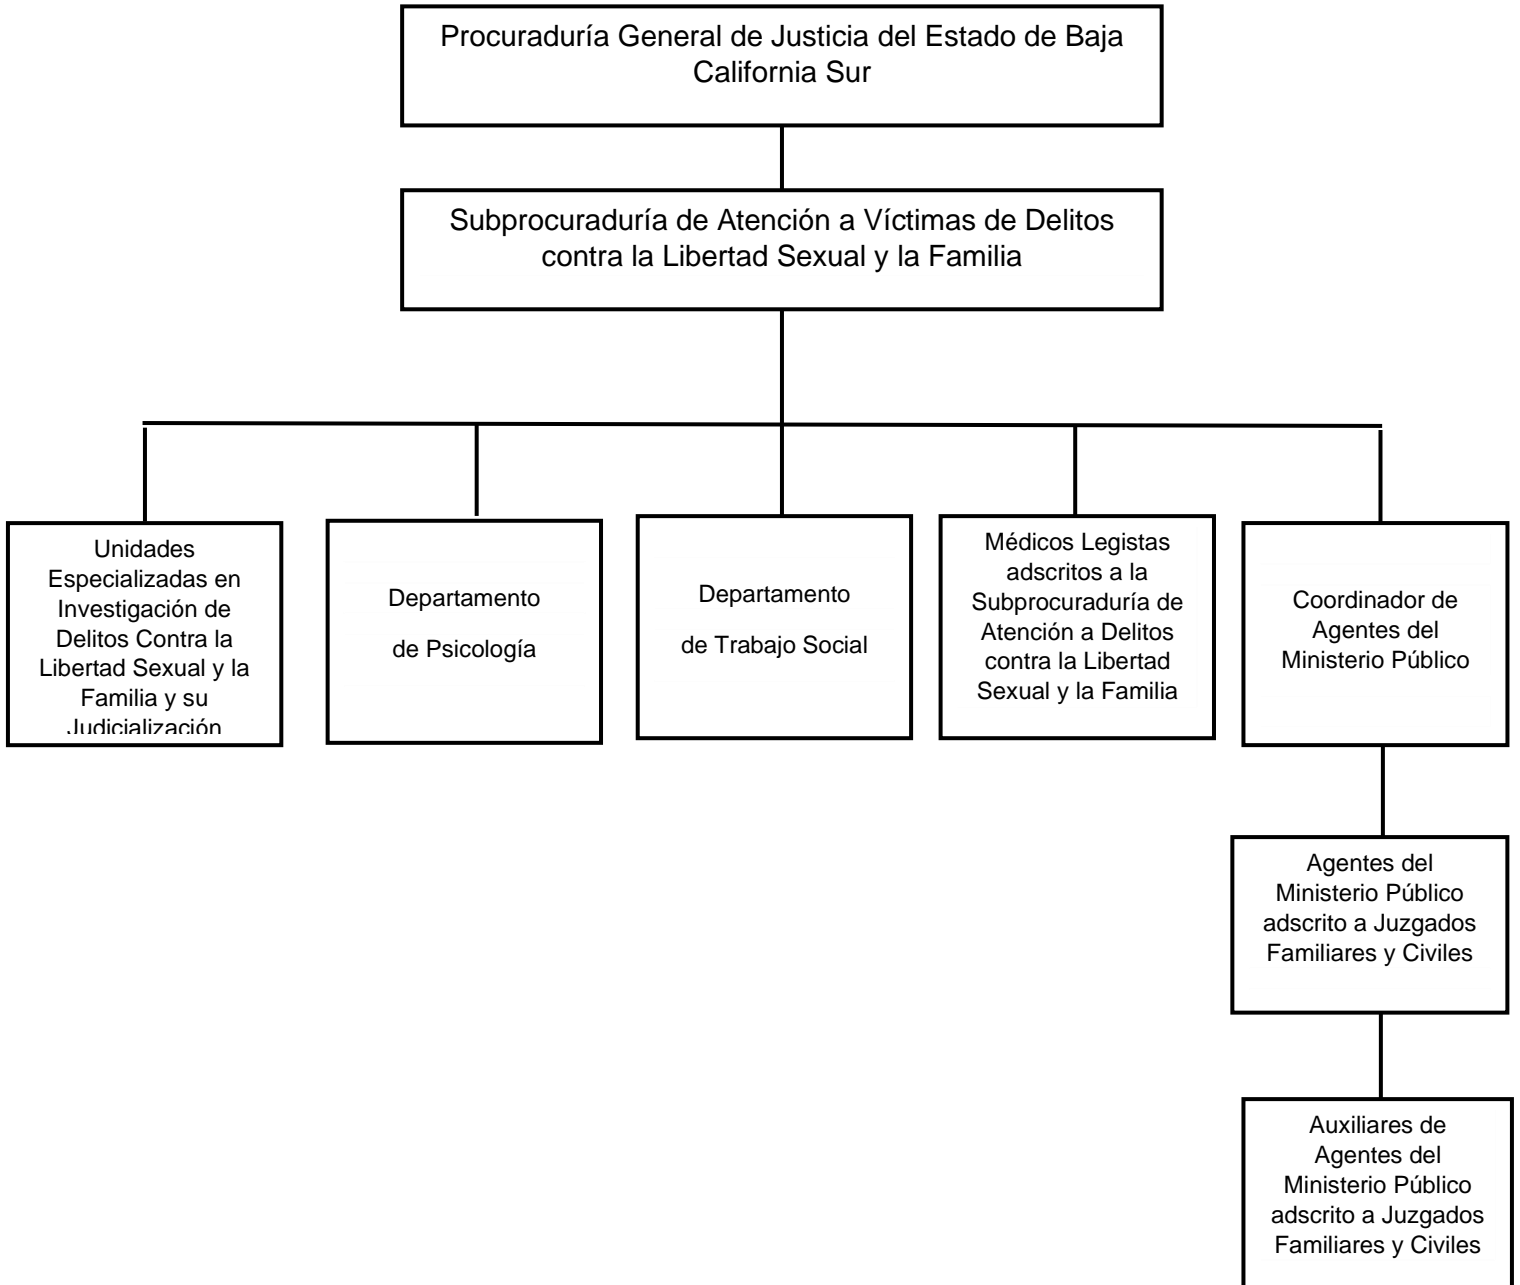 Procuraduría General de Justicia del Estado de Baja
California Sur
Subprocuraduría de Atención a Víctimas de Delitos
contra la Libertad Sexual y la Familia
Unidades
Especializadas en
Investigación de
Delitos Contra la
Libertad Sexual y la
Familia y su
Judicialización
Departamento
de Psicología
Departamento
de Trabajo Social
Médicos Legistas
adscritos a la
Subprocuraduría de
Atención a Delitos
contra la Libertad
Sexual y la Familia
Coordinador de
Agentes del
Ministerio Público
Agentes del
Ministerio Público
adscrito a Juzgados
Familiares y Civiles
Auxiliares de
Agentes del
Ministerio Público
adscrito a Juzgados
Familiares y Civiles